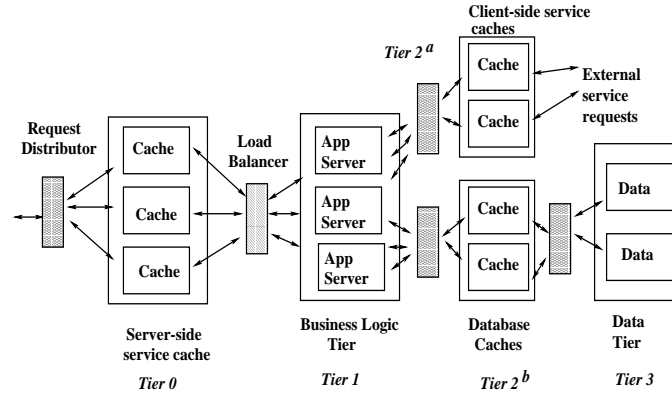 Client-side service
caches
Tier 2 a
Cache
Cache
External
service
requests
Request
Distributor
Cache
Cache
Cache
Load
Balancer
App
Server
App
Server
App
Server
Cache
Cache
Data
Data
Server-side
service cache
Tier 0
Business Logic
Tier
Tier 1
Database
Caches
Tier 2 b
Data
Tier
Tier 3